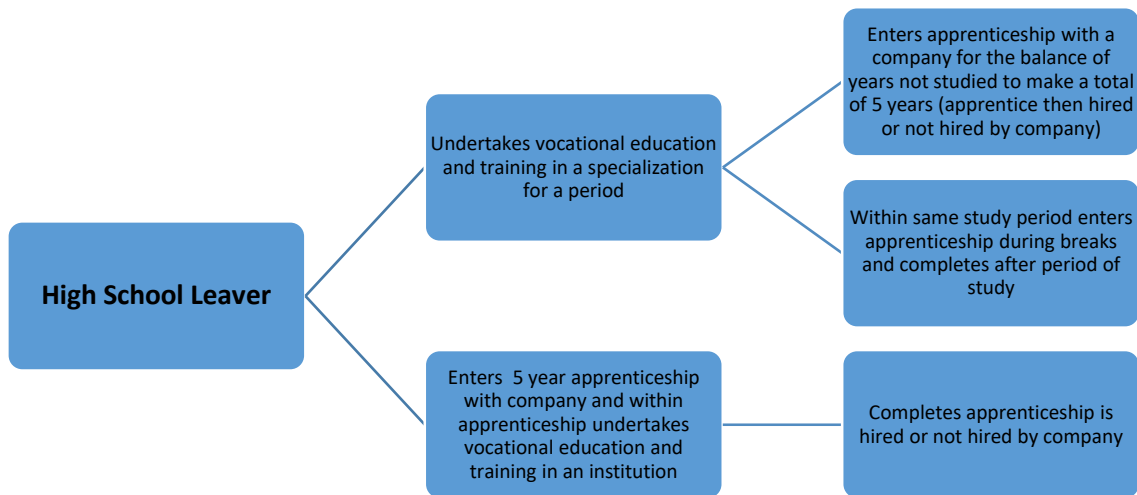 High School Leaver
Undertakes vocational education
and training in a specialization
for a period
Enters apprenticeship with a
company for the balance of
years not studied to make a total
of 5 years (apprentice then hired
or not hired by company)
Within same study period enters
apprenticeship during breaks
and completes after period of
study
Enters 5 year apprenticeship
with company and within
apprenticeship undertakes
vocational education and
training in an institution
Completes apprenticeship is
hired or not hired by company